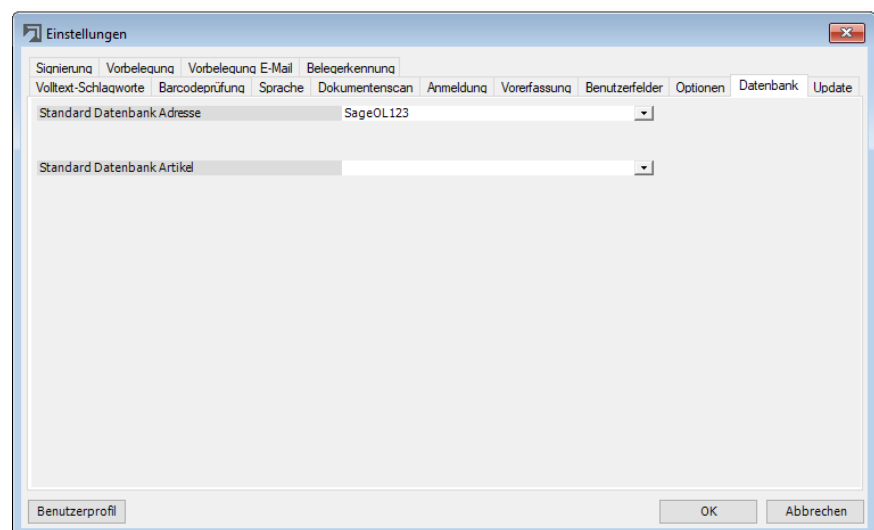 Einstellungen
Signierung Vorbelegung Vorbelegung E-Mail Belegerkennung
Volltext-Schlagworte Barcodeprüfung Sprache Dokumentenscan Anmeldung Vorerfassung Benutzerfelder Optionen Datenbank Update
Standard Datenbank Adresse SageOL123
Standard Datenbank Artikel
Benutzerprofil OK Abbrechen